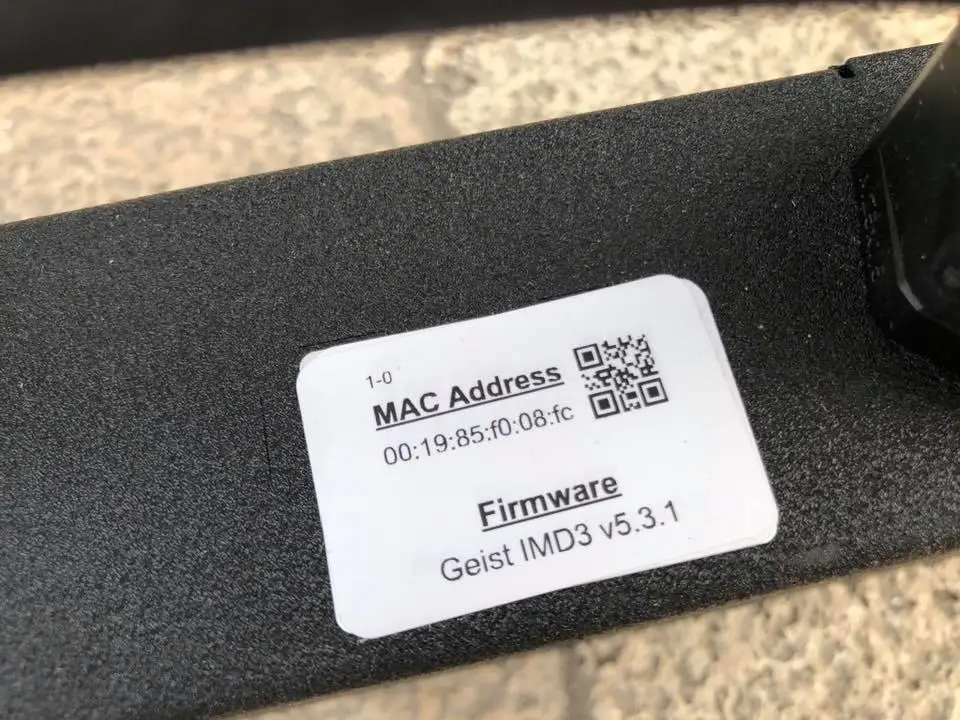 1-0
MAC Address
00:19:85:f0:08:fc
Firmware
Geist IMD3 v5.3.1